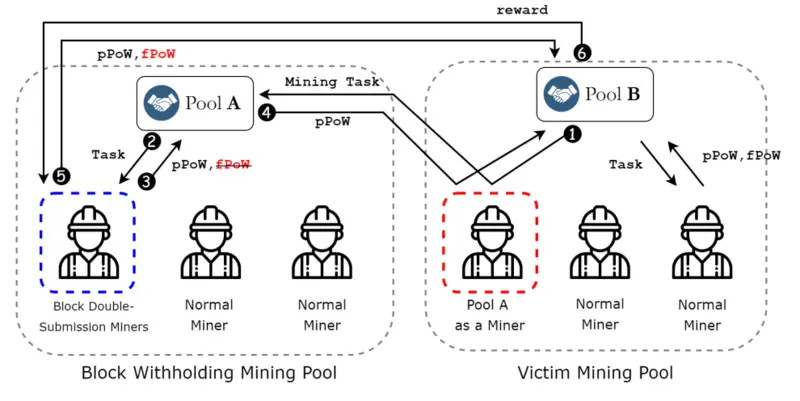 reward
pPoW,fPoW
6
Pool A
Mining Task
Pool B
4
pPoW
1
2
Task
pPoW,fPoW
3
5
Task
pPoW,fPoW
Block Double-
Submission Miners
Normal
Miner
Normal
Miner
Pool A
as a Miner
Normal
Miner
Normal
Miner
Block Withholding Mining Pool
Victim Mining Pool